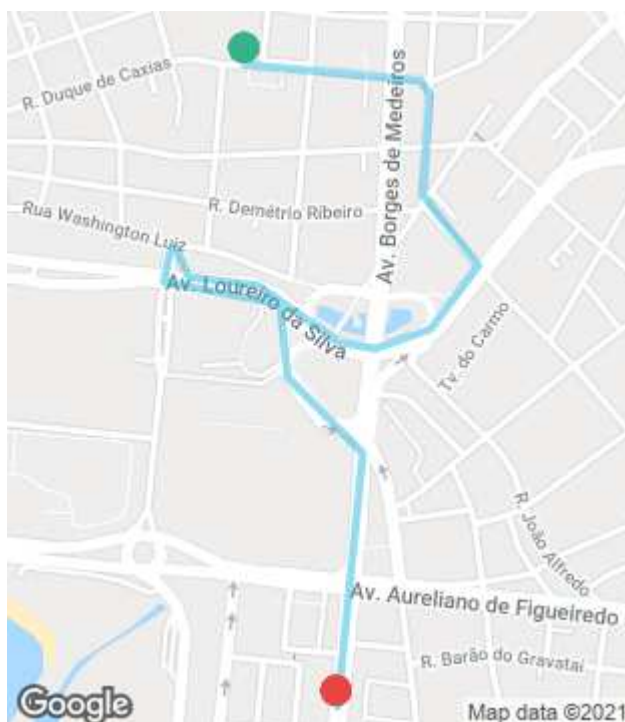 R. Duque de Caxias
Av. Borges de Medeiros
R. Demétrio Ribeiro
Rua Washington Luiz
Av. Loureiro da Silva
Tv. do Carmo
R. João Alfredo
Av. Aureliano de Figueiredo
R. Barão do Gravataí
Google
Map data ©2021